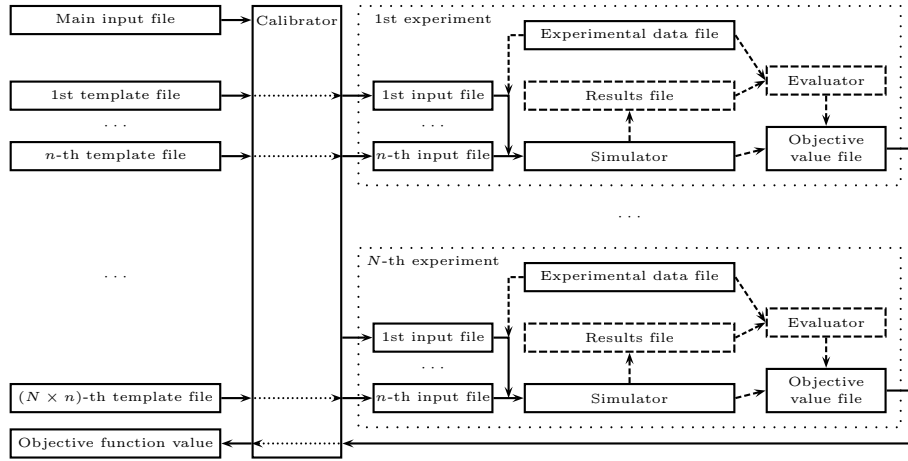 Main input file
Calibrator
1st experiment
Experimental data file
1st template file
1st input file
Results file
Evaluator
. . .
. . .
n-th template file
n-th input file
Simulator
Objective
value file
. . .
. . .
N-th experiment
Experimental data file
1st input file
Results file
Evaluator
. . .
(N × n)-th template file
n-th input file
Simulator
Objective
value file
Objective function value